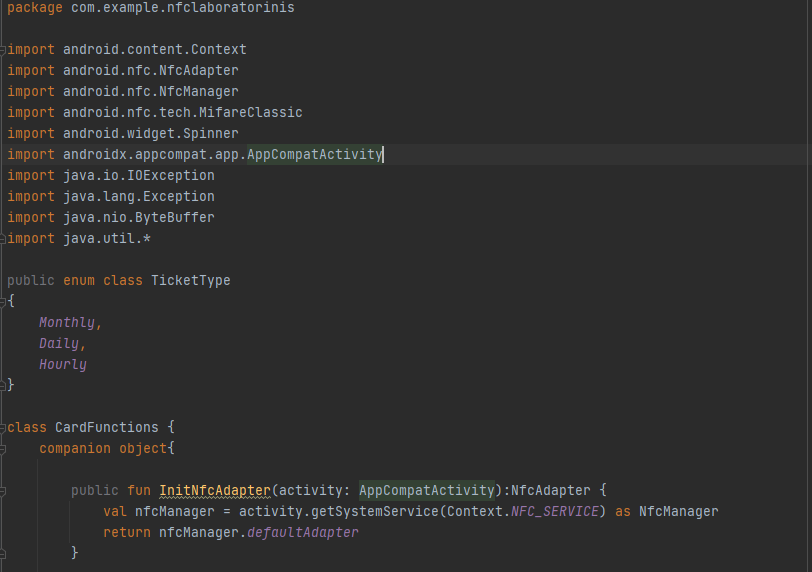 package com.example.nfclaboratorinis
import android.content.Context
import android.nfc.NfcAdapter
import android.nfc.NfcManager
import android.nfc.tech.MifareClassic
import android.widget.Spinner
import androidx.appcompat.app.AppCompatActivity
import java.io.IOException
import java.lang.Exception
import java.nio.ByteBuffer
import java.util.*
public enum class TicketType
{
Monthly,
Daily,
Hourly
}
class CardFunctions {
companion object{
public fun InitNfcAdapter(activity: AppCompatActivity):NfcAdapter {
val nfcManager = activity.getSystemService(Context.NFC_SERVICE) as NfcManager
return nfcManager.defaultAdapter
}